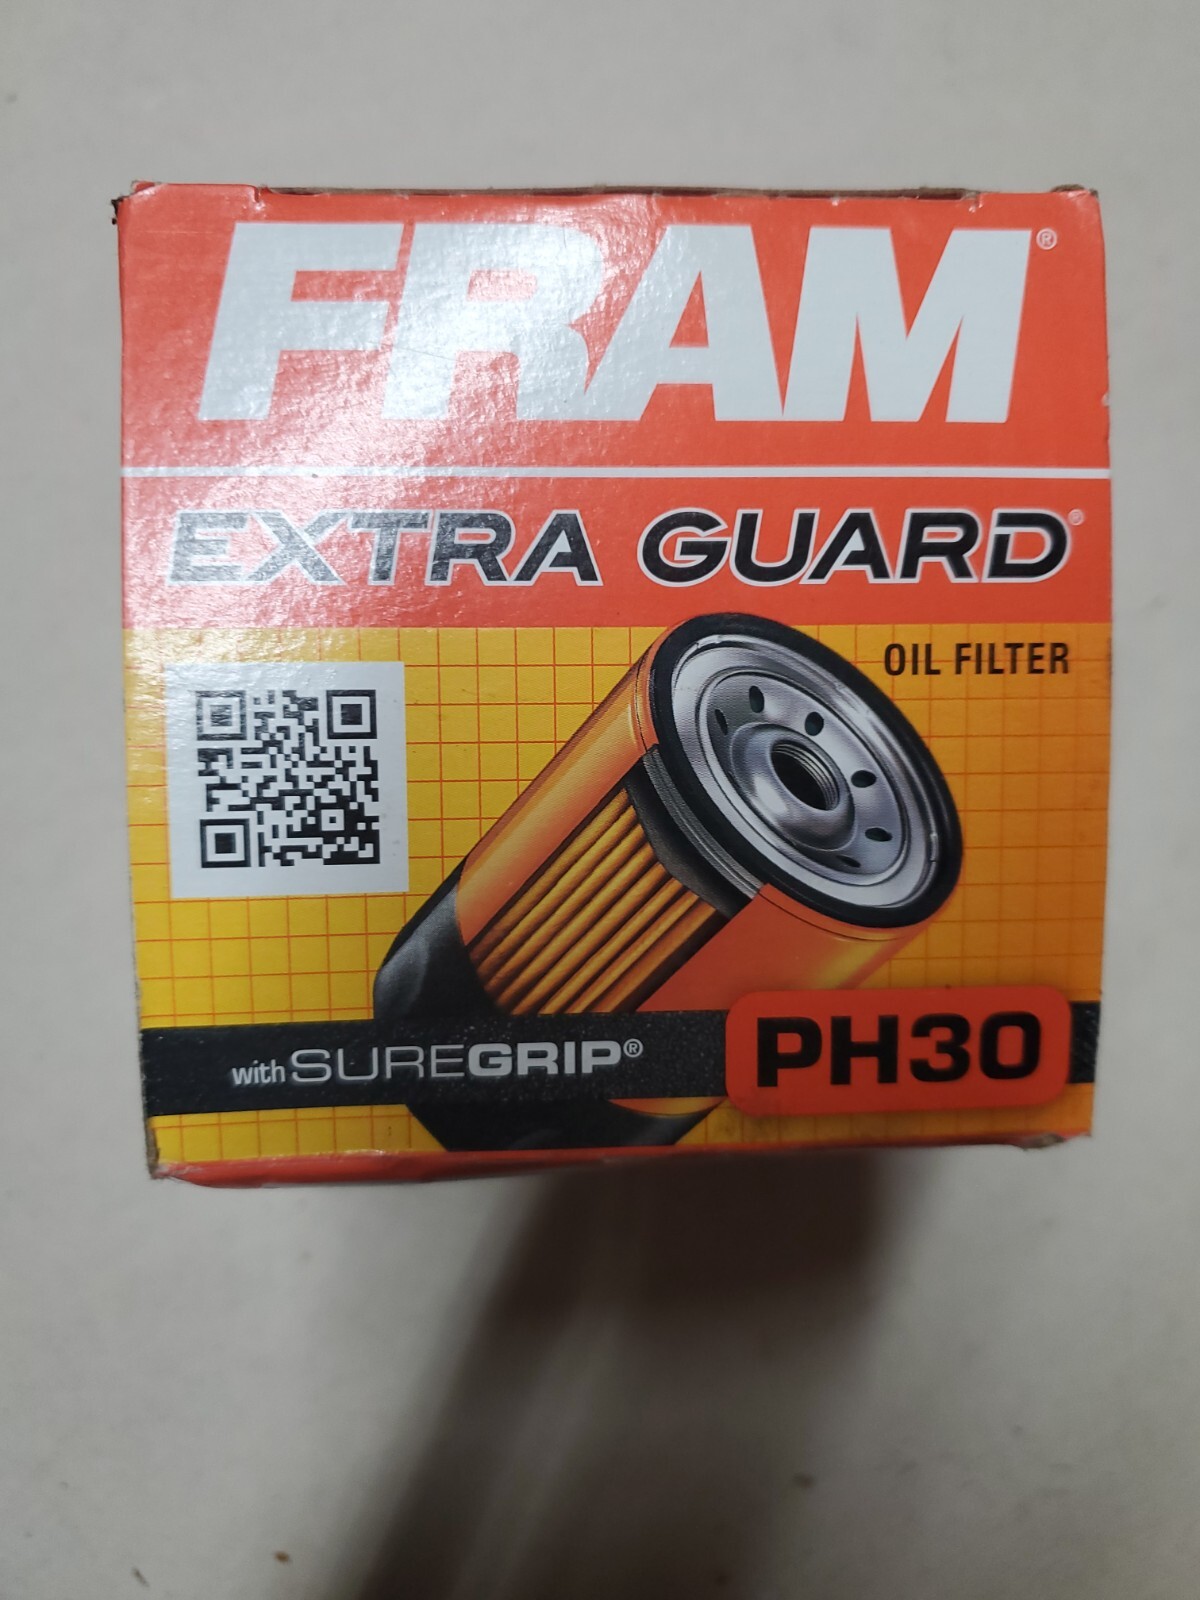 FRAM®
EXTRA GUARD®
OIL FILTER
with SUREGRIP®
PH30